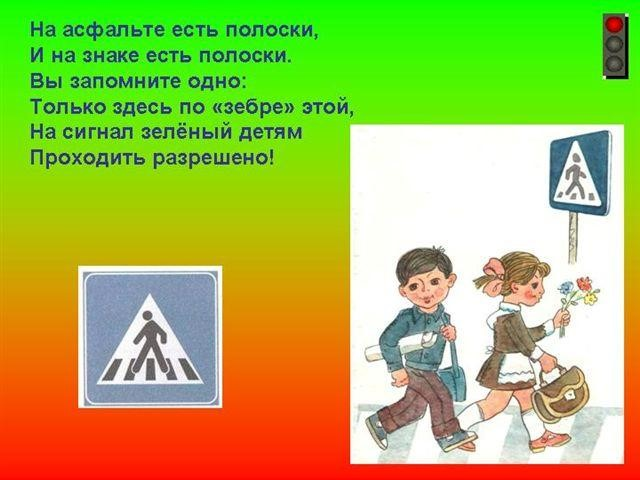 На асфальте есть полоски,
И на знаке есть полоски.
Вы запомните одно:
Только здесь по «зебре» этой,
На сигнал зелёный детям
Проходить разрешено!